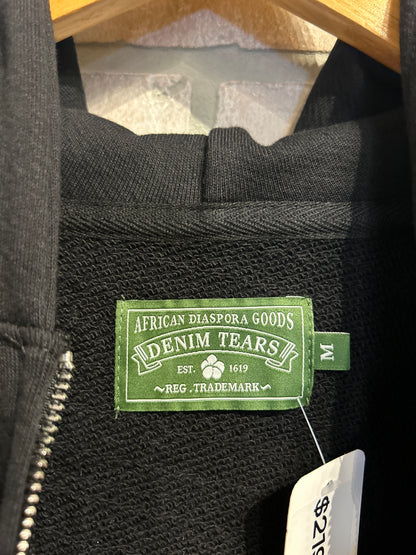 AFRICAN DIASPORA GOODS
DENIM TEARS
EST. 1619
~REG.TRADEMARK~
M